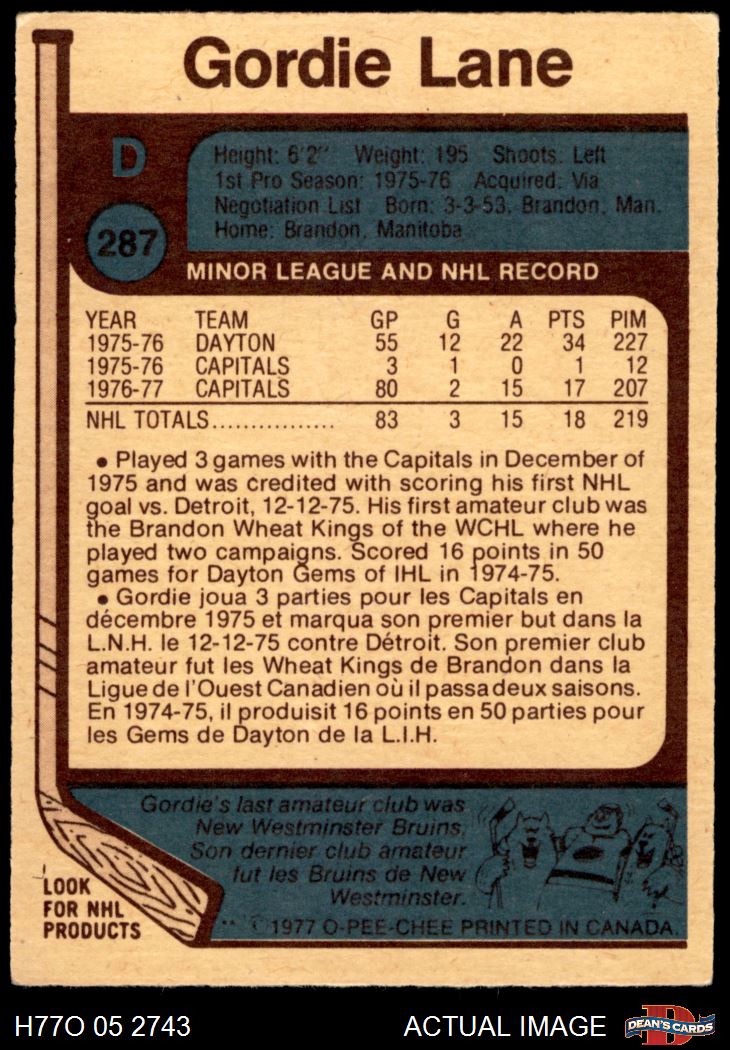 Gordie Lane
D
Height: 6'2" Weight: 195 Shoots: Left
1st Pro Season: 1975-76 Acquired: Via
Negotiation List Born: 3-3-53, Brandon, Man.
Home: Brandon, Manitoba
287
MINOR LEAGUE AND NHL RECORD
YEAR TEAM GP G A PTS PIM
1975-76 DAYTON 55 12 22 34 227
1975-76 CAPITALS 3 1 0 1 12
1976-77 CAPITALS 80 2 15 17 207
NHL TOTALS................ 83 3 15 18 219
• Played 3 games with the Capitals in December of
1975 and was credited with scoring his first NHL
goal vs. Detroit, 12-12-75. His first amateur club was
the Brandon Wheat Kings of the WCHL where he
played two campaigns. Scored 16 points in 50
games for Dayton Gems of IHL in 1974-75.
• Gordie joua 3 parties pour les Capitals en
décembre 1975 et marqua son premier but dans la
L.N.H. le 12-12-75 contre Détroit. Son premier club
amateur fut les Wheat Kings de Brandon dans la
Ligue de l'Ouest Canadien où il passa deux saisons.
En 1974-75, il produisit 16 points en 50 parties pour
les Gems de Dayton de la L.I.H.
Gordie's last amateur club was
New Westminster Bruins.
Son dernier club amateur
fut les Bruins de New
Westminster.
LOOK
FOR NHL
PRODUCTS
** © 1977 O-PEE-CHEE PRINTED IN CANADA.
H77O 05 2743 ACTUAL IMAGE
D
DEAN'S CARDS